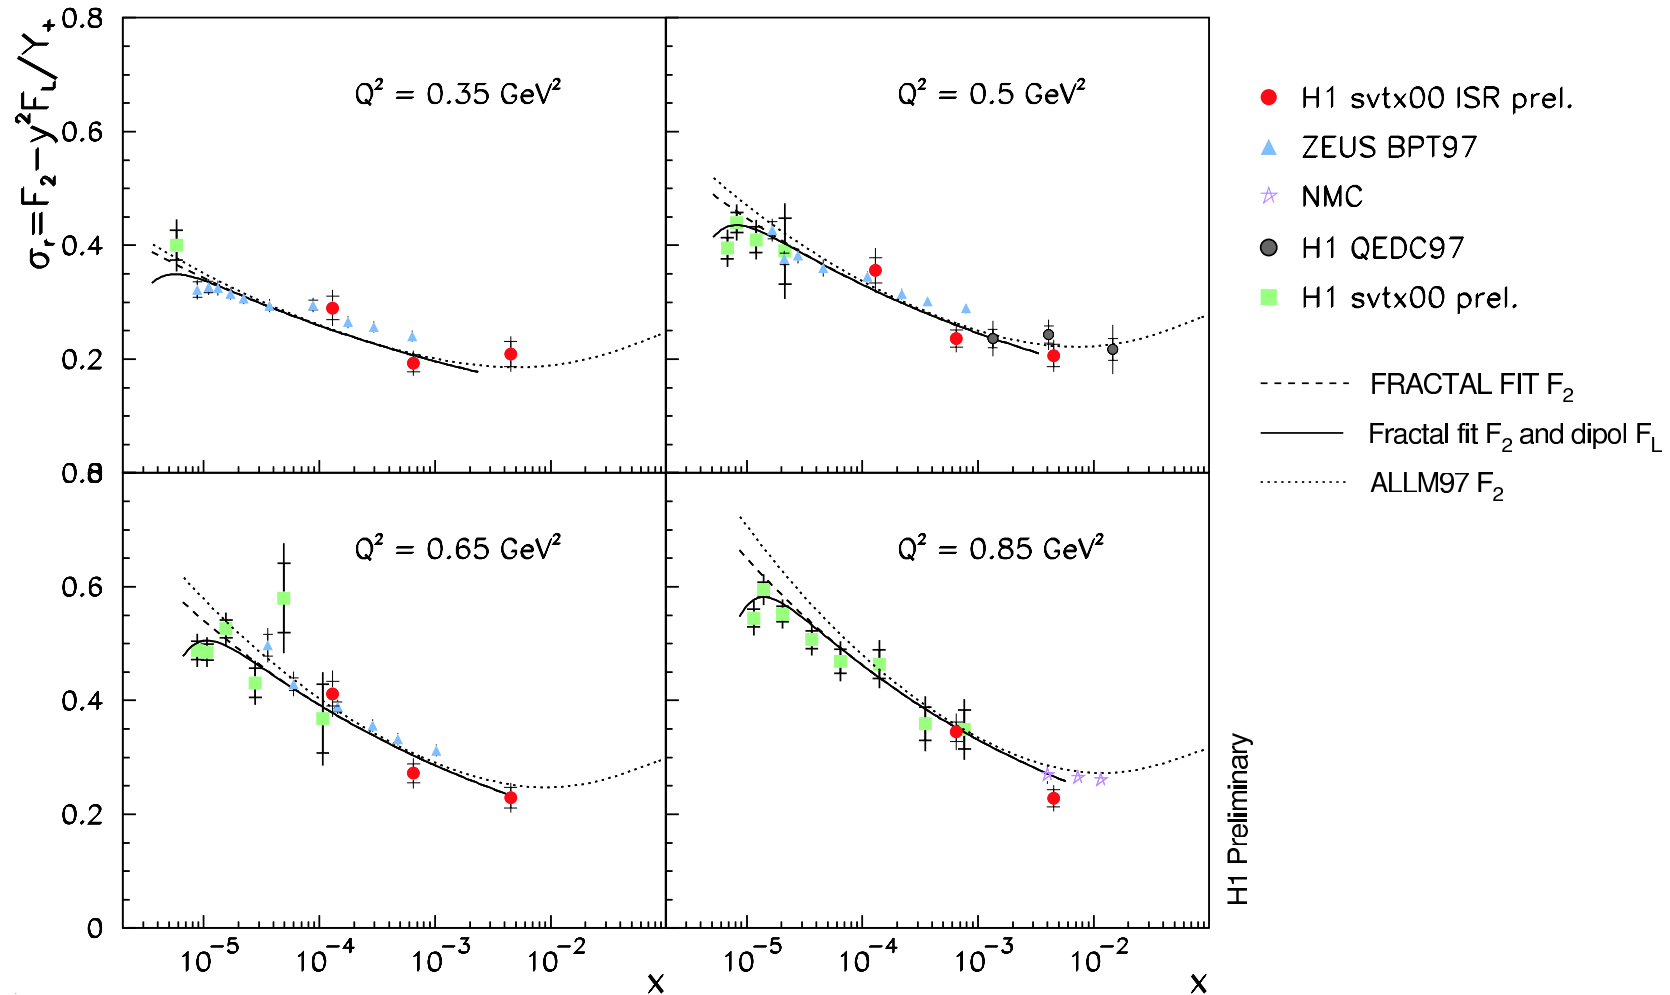 σr=F2−y²FL/Y+
0.8
0.6
0.4
0.2
0.8
0.6
0.4
0.2
0
Q² = 0.35 GeV²
Q² = 0.5 GeV²
Q² = 0.65 GeV²
Q² = 0.85 GeV²
10⁻⁵ 10⁻⁴ 10⁻³ 10⁻²
x
10⁻⁵ 10⁻⁴ 10⁻³ 10⁻²
x
H1 svtx00 ISR prel.
ZEUS BPT97
NMC
H1 QEDC97
H1 svtx00 prel.
FRACTAL FIT F2
Fractal fit F2 and dipol FL
ALLM97 F2
H1 Preliminary